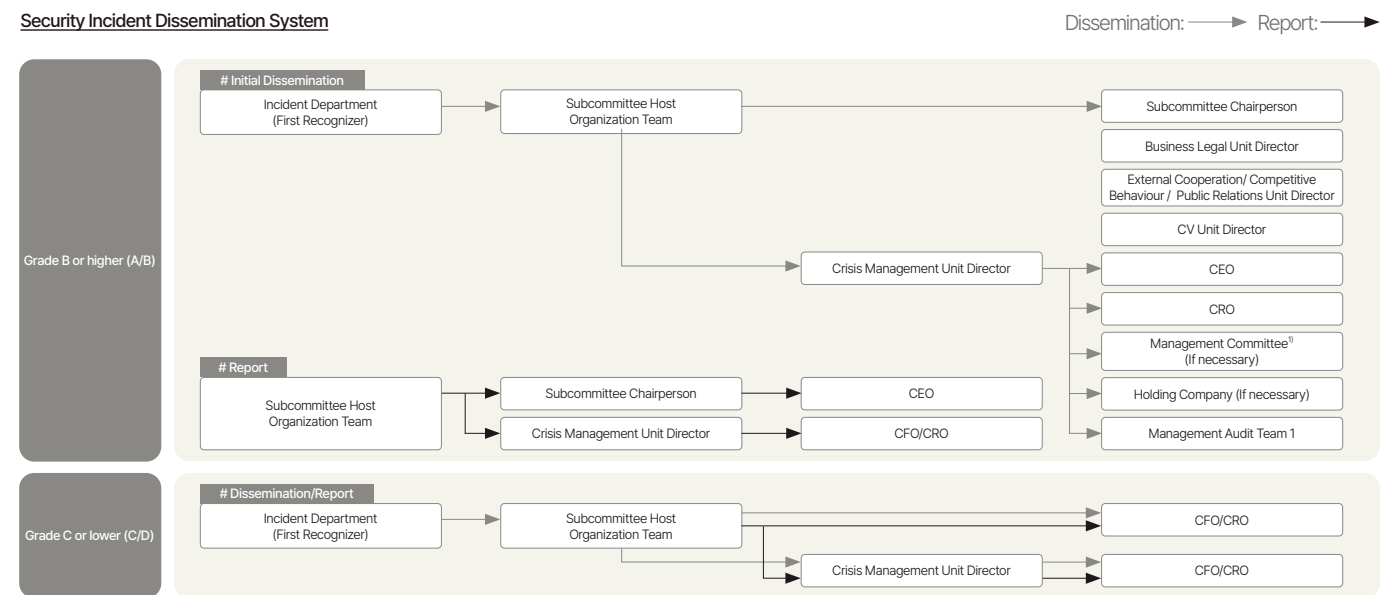 Security Incident Dissemination System
Dissemination:
Report:
Grade B or higher (A/B)
# Initial Dissemination
Incident Department
(First Recognizer)
Subcommittee Host
Organization Team
Subcommittee Chairperson
Business Legal Unit Director
External Cooperation/ Competitive
Behaviour / Public Relations Unit Director
CV Unit Director
Crisis Management Unit Director
CEO
CRO
Management Committee¹⁾
(If necessary)
Holding Company (If necessary)
Management Audit Team 1
# Report
Subcommittee Host
Organization Team
Subcommittee Chairperson
CEO
Crisis Management Unit Director
CFO/CRO
Grade C or lower (C/D)
# Dissemination/Report
Incident Department
(First Recognizer)
Subcommittee Host
Organization Team
CFO/CRO
Crisis Management Unit Director
CFO/CRO